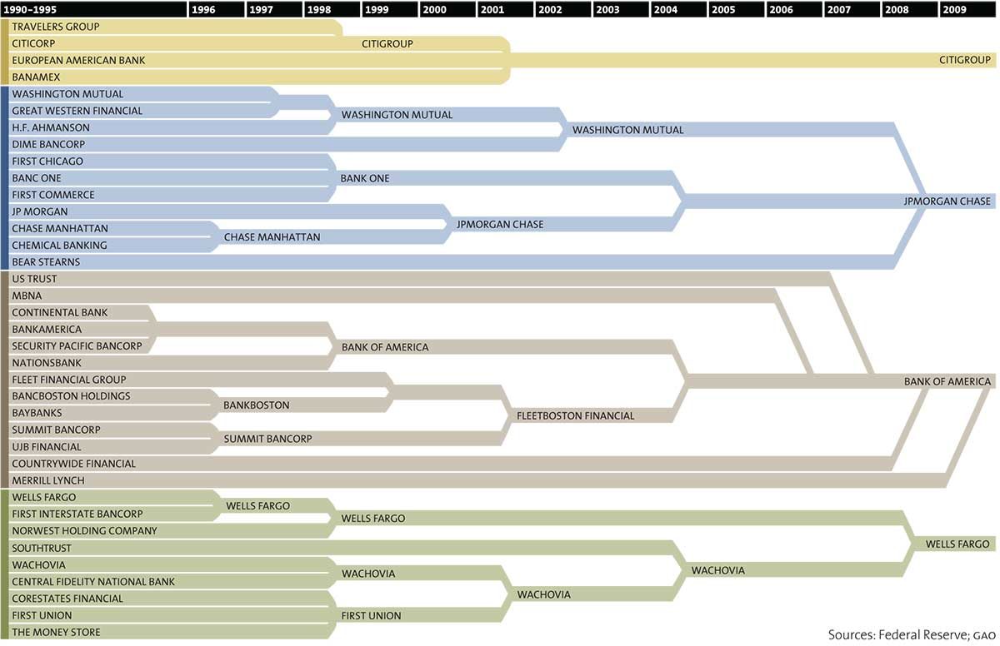 1990–1995 1996 1997 1998 1999 2000 2001 2002 2003 2004 2005 2006 2007 2008 2009
TRAVELERS GROUP
CITICORP CITIGROUP
EUROPEAN AMERICAN BANK CITIGROUP
BANAMEX
WASHINGTON MUTUAL
GREAT WESTERN FINANCIAL
WASHINGTON MUTUAL
H.F. AHMANSON
WASHINGTON MUTUAL
DIME BANCORP
FIRST CHICAGO
BANC ONE BANK ONE
FIRST COMMERCE
JPMORGAN CHASE
JP MORGAN
JPMORGAN CHASE
CHASE MANHATTAN
CHASE MANHATTAN
CHEMICAL BANKING
BEAR STEARNS
US TRUST
MBNA
CONTINENTAL BANK
BANKAMERICA
SECURITY PACIFIC BANCORP BANK OF AMERICA
NATIONSBANK
FLEET FINANCIAL GROUP BANK OF AMERICA
BANCBOSTON HOLDINGS
BANKBOSTON
BAYBANKS FLEETBOSTON FINANCIAL
SUMMIT BANCORP
SUMMIT BANCORP
UJB FINANCIAL
COUNTRYWIDE FINANCIAL
MERRILL LYNCH
WELLS FARGO
WELLS FARGO
FIRST INTERSTATE BANCORP
WELLS FARGO
NORWEST HOLDING COMPANY
WELLS FARGO
SOUTHTRUST
WACHOVIA
WACHOVIA
WACHOVIA
CENTRAL FIDELITY NATIONAL BANK
WACHOVIA
CORESTATES FINANCIAL
FIRST UNION FIRST UNION
THE MONEY STORE
Sources: Federal Reserve; GAO